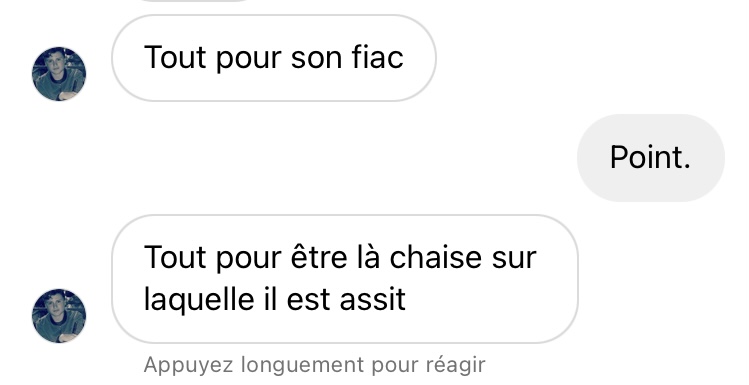 Tout pour son fiac
Point.
Tout pour être là chaise sur
laquelle il est assit
Appuyez longuement pour réagir